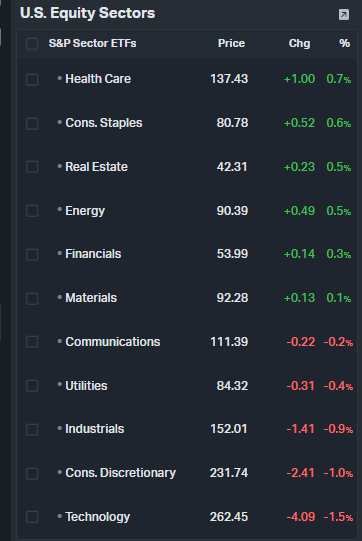 U.S. Equity Sectors
S&P Sector ETFs Price Chg %
• Health Care 137.43 +1.00 0.7%
• Cons. Staples 80.78 +0.52 0.6%
• Real Estate 42.31 +0.23 0.5%
• Energy 90.39 +0.49 0.5%
• Financials 53.99 +0.14 0.3%
• Materials 92.28 +0.13 0.1%
• Communications 111.39 -0.22 -0.2%
• Utilities 84.32 -0.31 -0.4%
• Industrials 152.01 -1.41 -0.9%
• Cons. Discretionary 231.74 -2.41 -1.0%
• Technology 262.45 -4.09 -1.5%